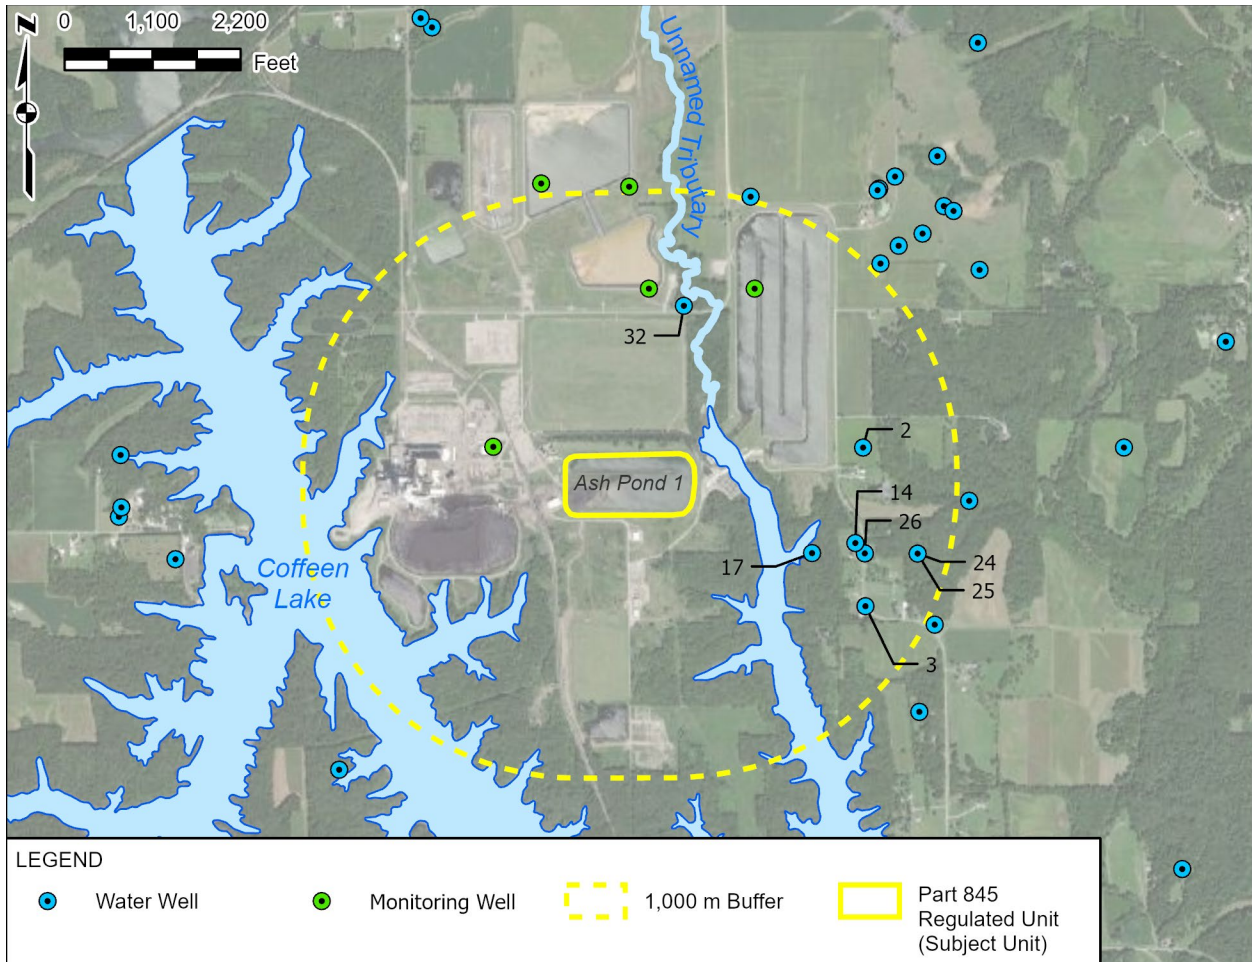 N
0 1,100 2,200
Feet
Unnamed Tributary
32
2
Ash Pond 1
14
26
17
24
25
Coffeen
Lake
3
LEGEND
Water Well
Monitoring Well
1,000 m Buffer
Part 845
Regulated Unit
(Subject Unit)